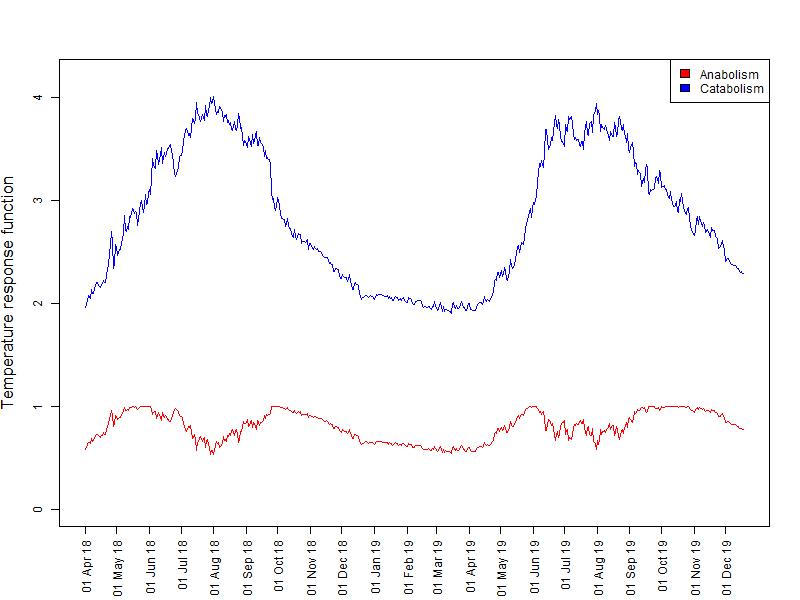 Anabolism
Catabolism
Temperature response function
4
3
2
1
0
01 Apr 18
01 May 18
01 Jun 18
01 Jul 18
01 Aug 18
01 Sep 18
01 Oct 18
01 Nov 18
01 Dec 18
01 Jan 19
01 Feb 19
01 Mar 19
01 Apr 19
01 May 19
01 Jun 19
01 Jul 19
01 Aug 19
01 Sep 19
01 Oct 19
01 Nov 19
01 Dec 19